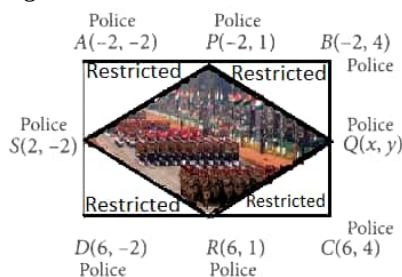 Police Police
A(−2, −2) P(−2, 1) B(−2, 4)
Restricted Restricted Police
Police Police
S(2, −2) Q(x, y)
Restricted Restricted
Police
D(6, −2) R(6, 1) C(6, 4)
Police Police